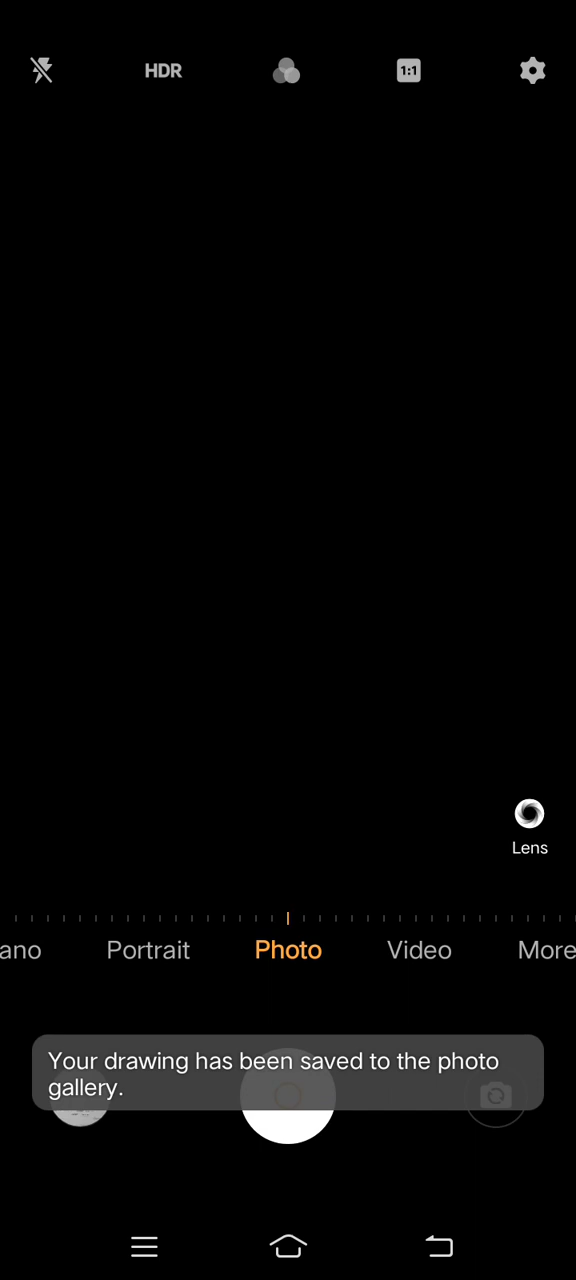 HDR
1:1
Lens
ano
Portrait
Photo
Video
More
Your drawing has been saved to the photo
gallery.